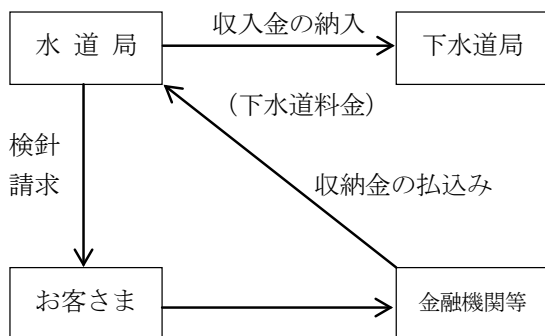 収入金の納入
水 道 局
下水道局
(下水道料金)
検針
請求
収納金の払込み
お客さま
金融機関等